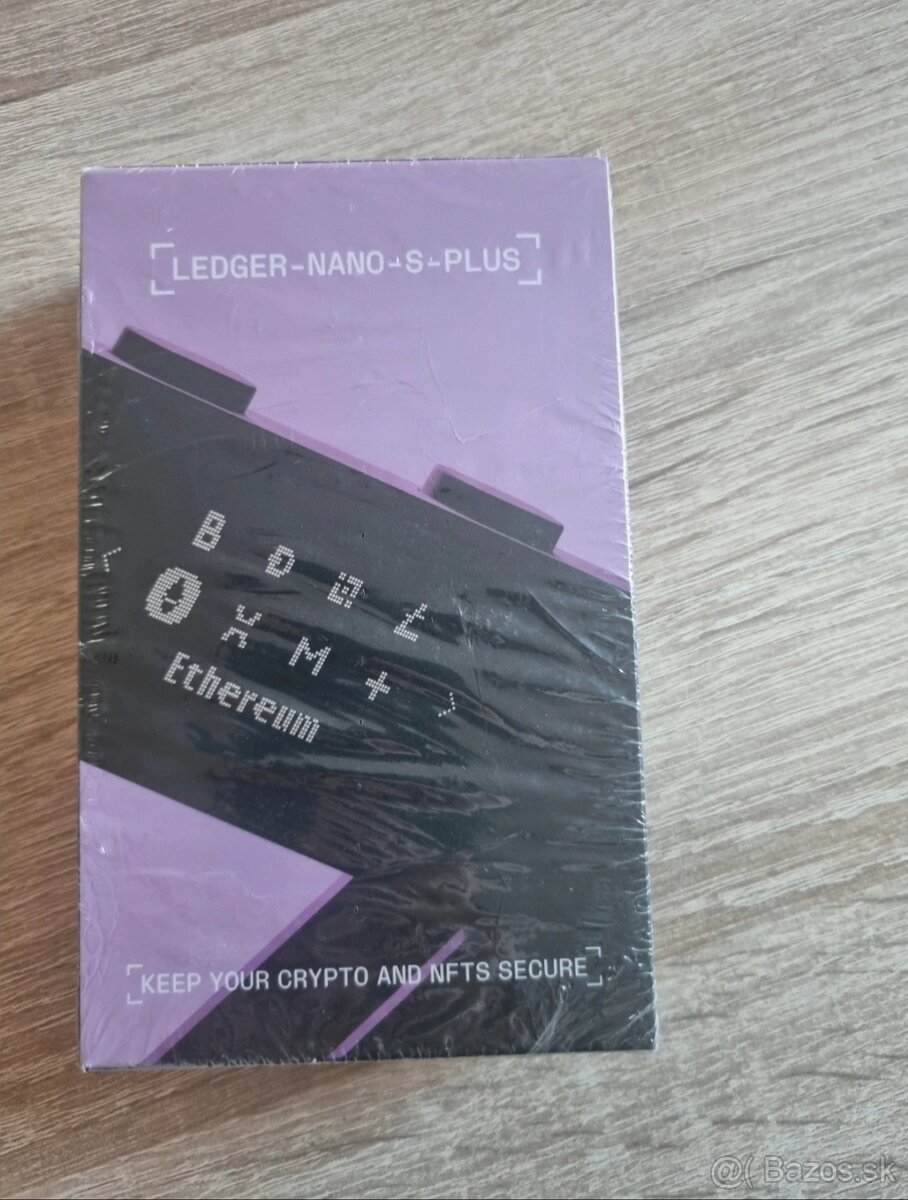 LEDGER-NANO-S-PLUS
B Đ @ Ł
M +
Ethereum
KEEP YOUR CRYPTO AND NFTS SECURE
@( Bazos.sk